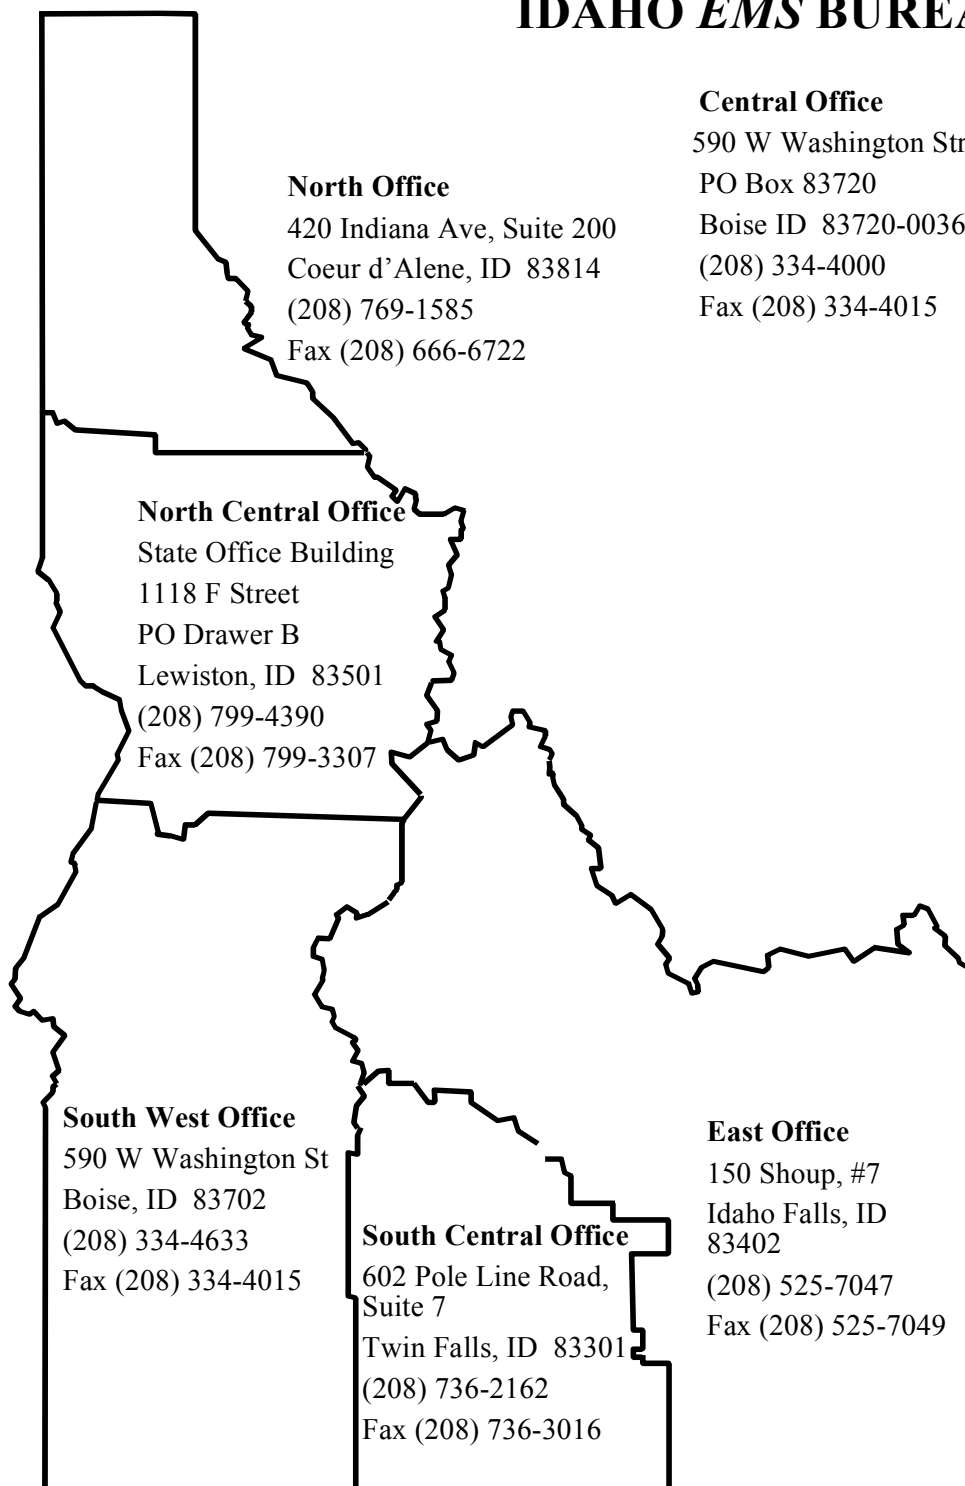 IDAHO EMS BUREA
Central Office
590 W Washington Str
PO Box 83720
Boise ID 83720-0036
(208) 334-4000
Fax (208) 334-4015
North Office
420 Indiana Ave, Suite 200
Coeur d’Alene, ID 83814
(208) 769-1585
Fax (208) 666-6722
North Central Office
State Office Building
1118 F Street
PO Drawer B
Lewiston, ID 83501
(208) 799-4390
Fax (208) 799-3307
South West Office
590 W Washington St
Boise, ID 83702
(208) 334-4633
Fax (208) 334-4015
South Central Office
602 Pole Line Road,
Suite 7
Twin Falls, ID 83301
(208) 736-2162
Fax (208) 736-3016
East Office
150 Shoup, #7
Idaho Falls, ID
83402
(208) 525-7047
Fax (208) 525-7049